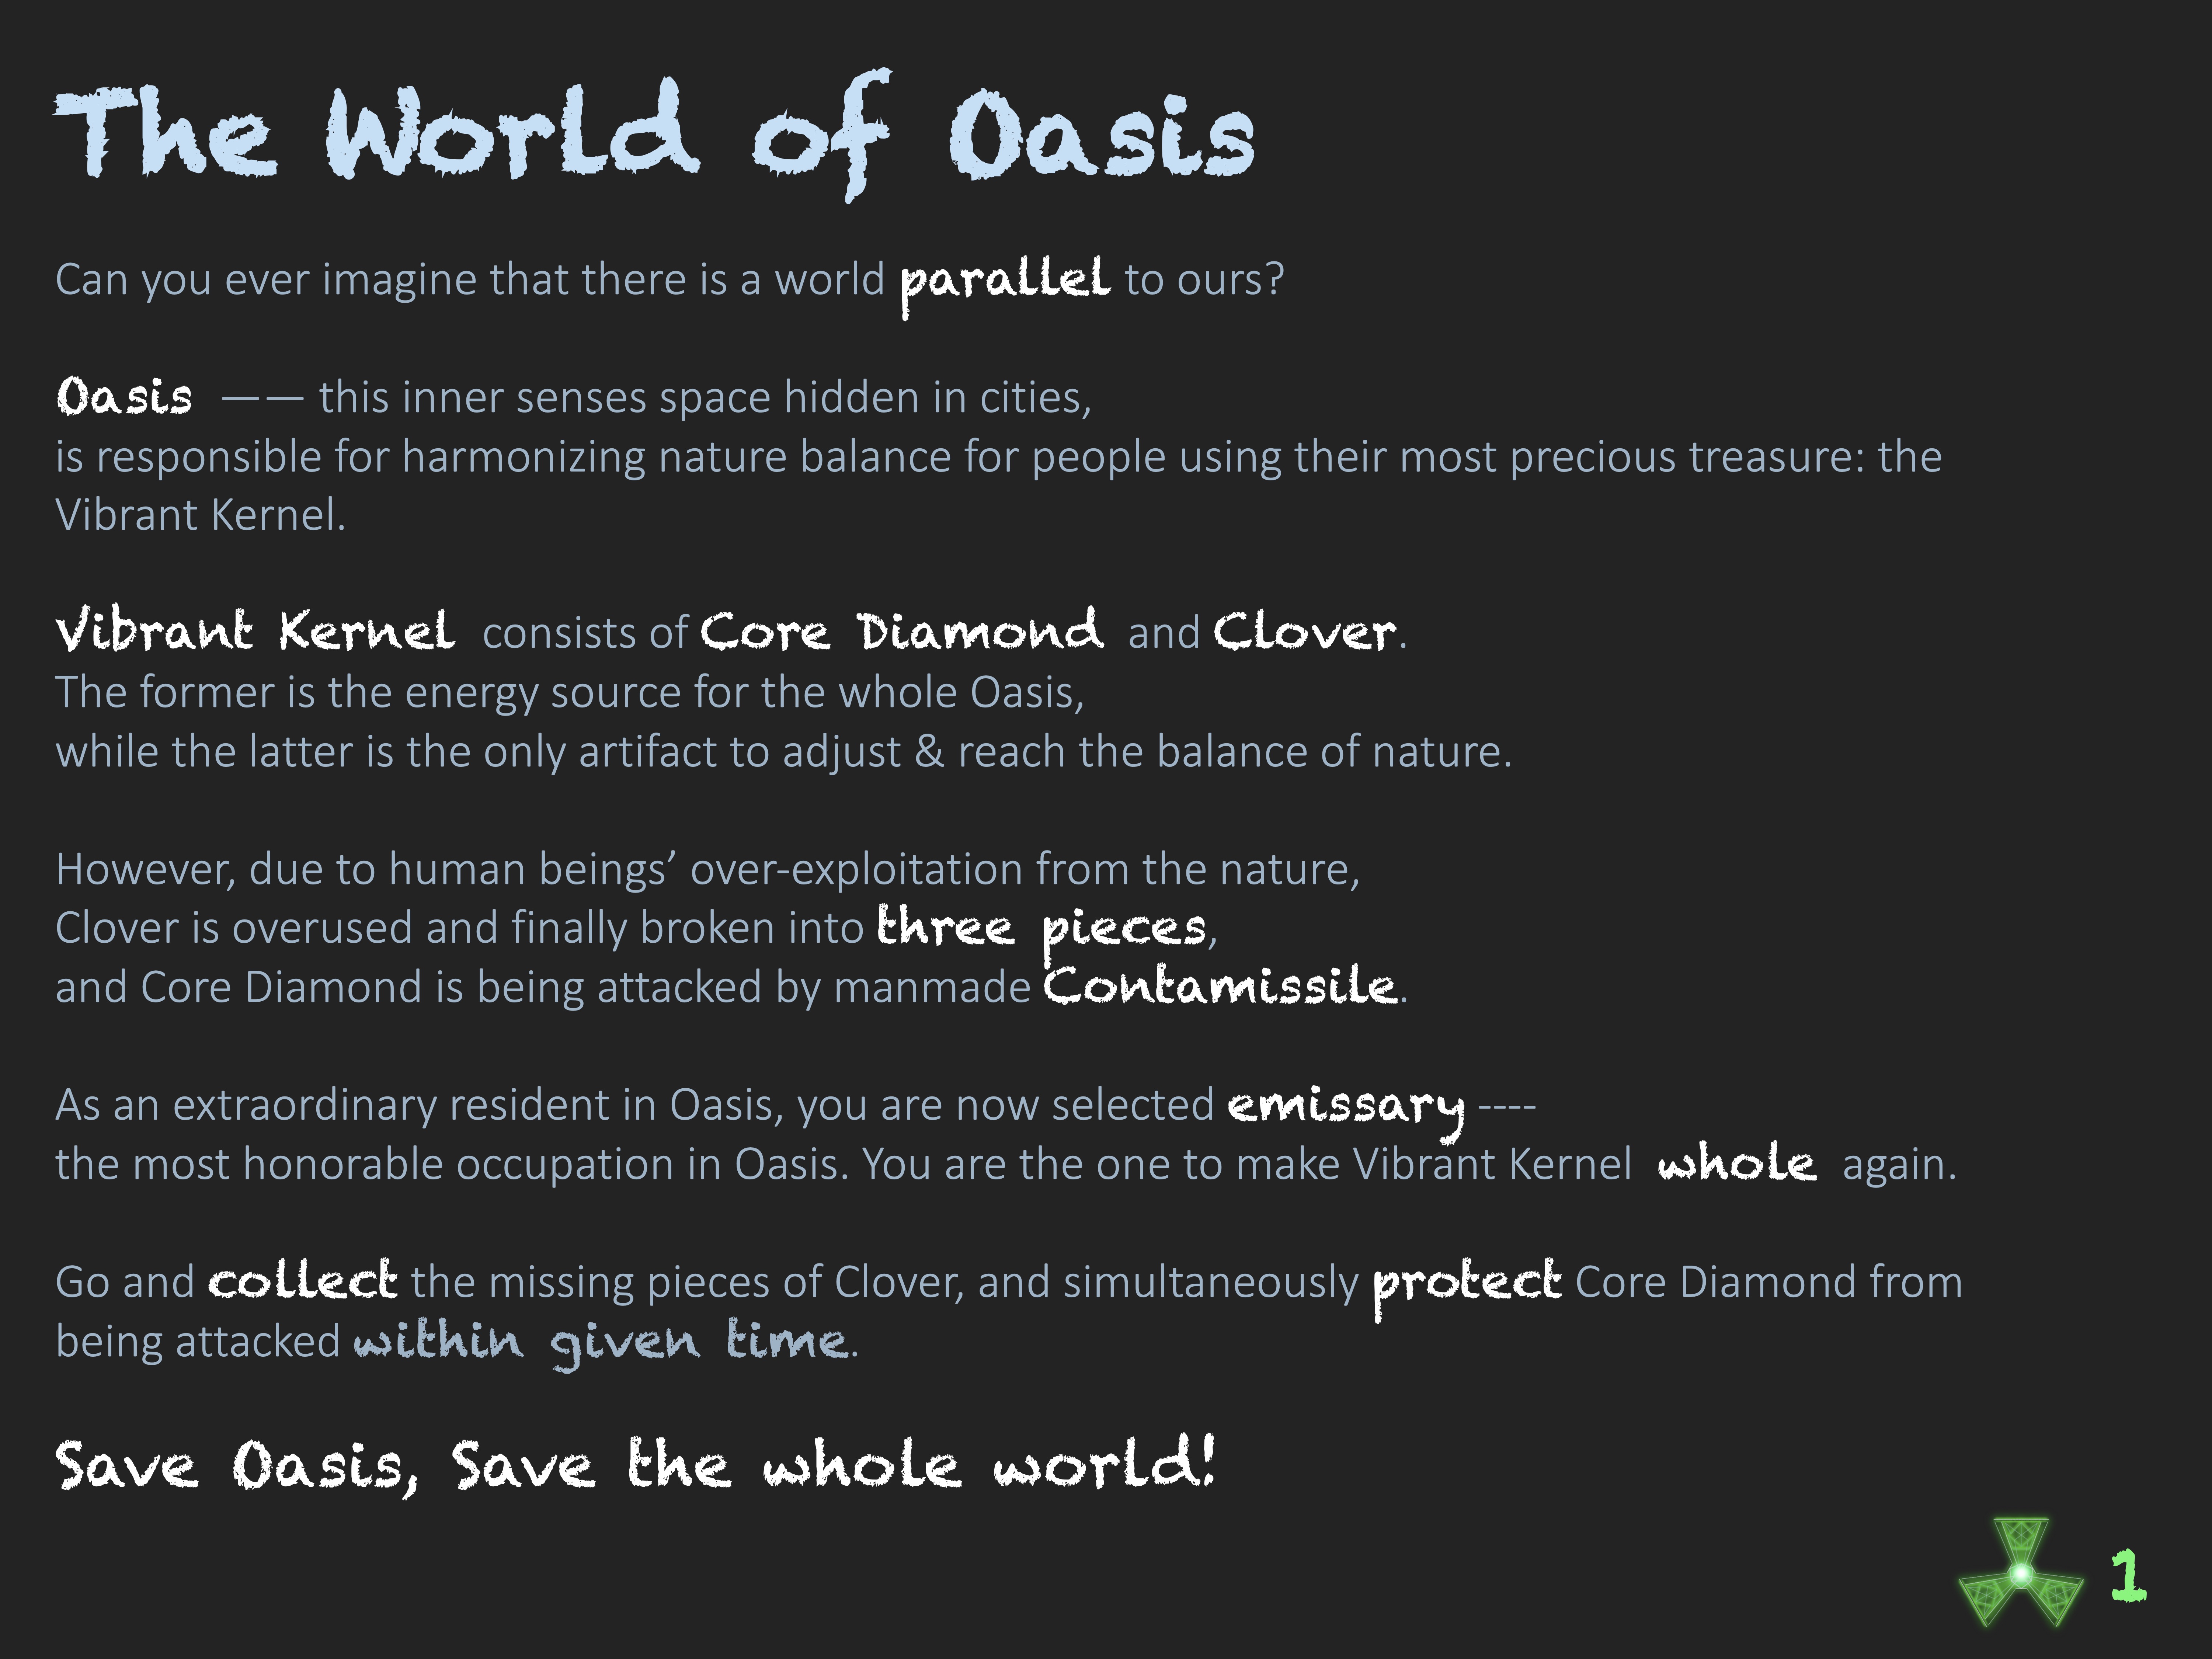 The World of Oasis
Can you ever imagine that there is a world parallel to ours?
Oasis —— this inner senses space hidden in cities,
is responsible for harmonizing nature balance for people using their most precious treasure: the
Vibrant Kernel.
Vibrant Kernel consists of Core Diamond and Clover.
The former is the energy source for the whole Oasis,
while the latter is the only artifact to adjust & reach the balance of nature.
However, due to human beings’ over-exploitation from the nature,
Clover is overused and finally broken into three pieces,
and Core Diamond is being attacked by manmade Contamissile.
As an extraordinary resident in Oasis, you are now selected emissary ----
the most honorable occupation in Oasis. You are the one to make Vibrant Kernel whole again.
Go and collect the missing pieces of Clover, and simultaneously protect Core Diamond from
being attacked within given time.
Save Oasis, Save the whole world!
1